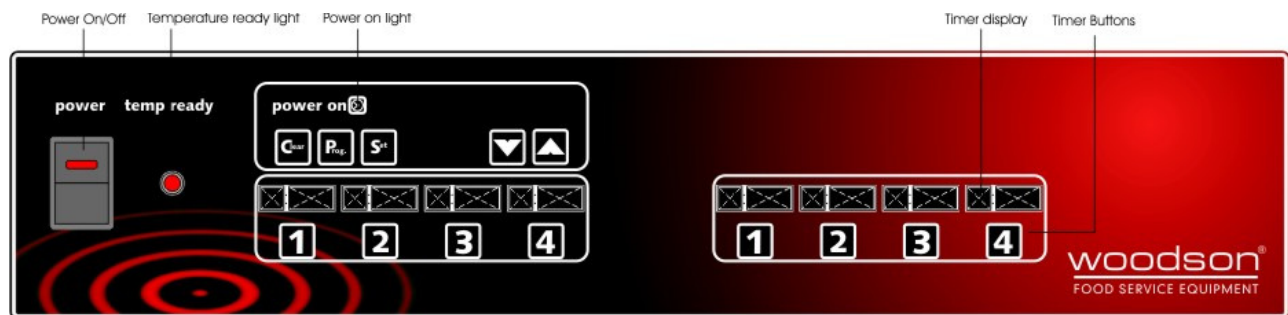 Power On/Off Temperature ready light Power on light Timer display Timer Buttons
power temp ready power on
Clear Prog. Set
1 2 3 4 1 2 3 4
woodson®
FOOD SERVICE EQUIPMENT